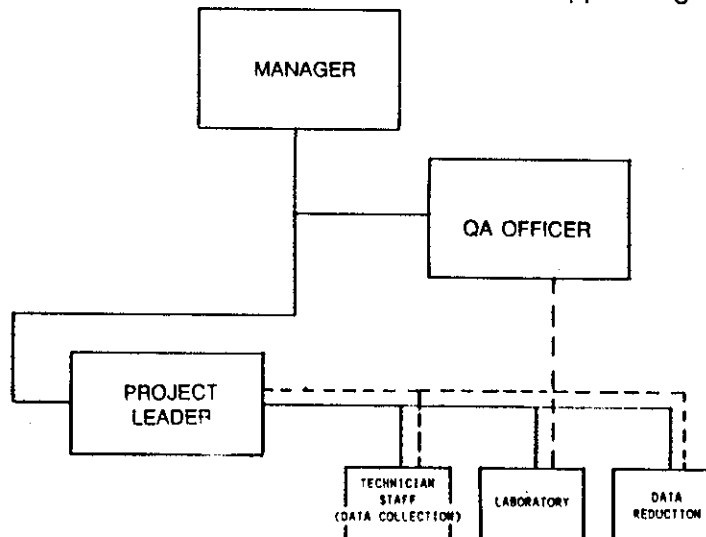 MANAGER
QA OFFICER
PROJECT
LEADER
TECHNICIAN
STAFF
(DATA COLLECTION)
LABORATORY
DATA
REDUCTION